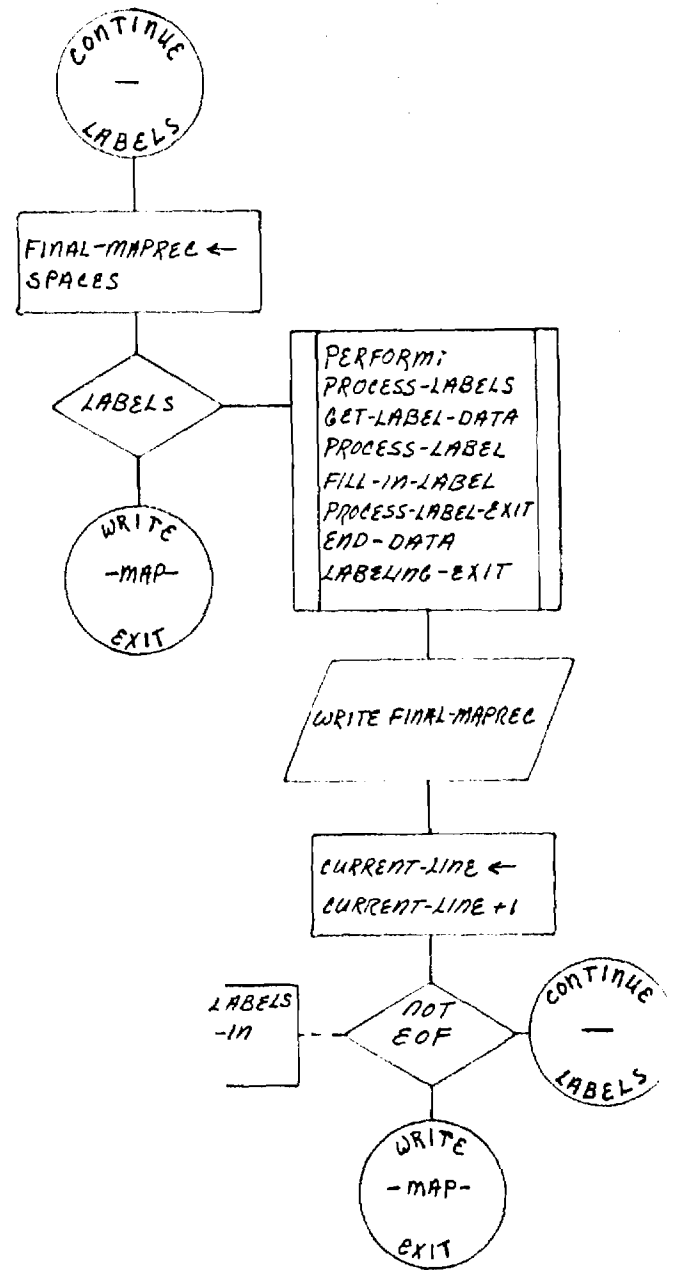 CONTINUE
—
LABELS
FINAL-MAPREC ←
SPACES
LABELS
WRITE
-MAP-
EXIT
PERFORM:
PROCESS-LABELS
GET-LABEL-DATA
PROCESS-LABEL
FILL-IN-LABEL
PROCESS-LABEL-EXIT
END-DATA
LABELING-EXIT
WRITE FINAL-MAPREC
CURRENT-LINE ←
CURRENT-LINE +1
LABELS
-IN
NOT
EOF
CONTINUE
—
LABELS
WRITE
-MAP-
EXIT